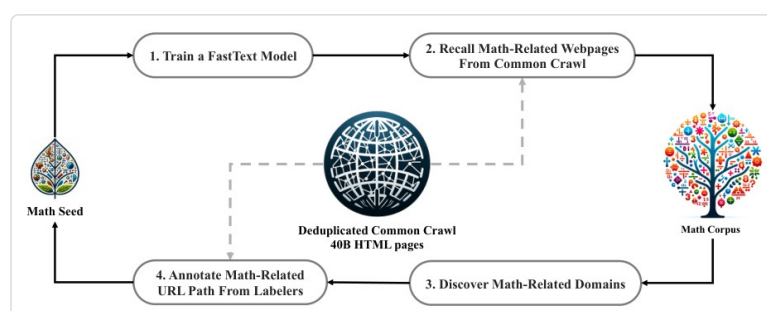 1. Train a FastText Model
2. Recall Math-Related Webpages
From Common Crawl
Math Seed
Deduplicated Common Crawl
40B HTML pages
Math Corpus
4. Annotate Math-Related
URL Path From Labelers
3. Discover Math-Related Domains